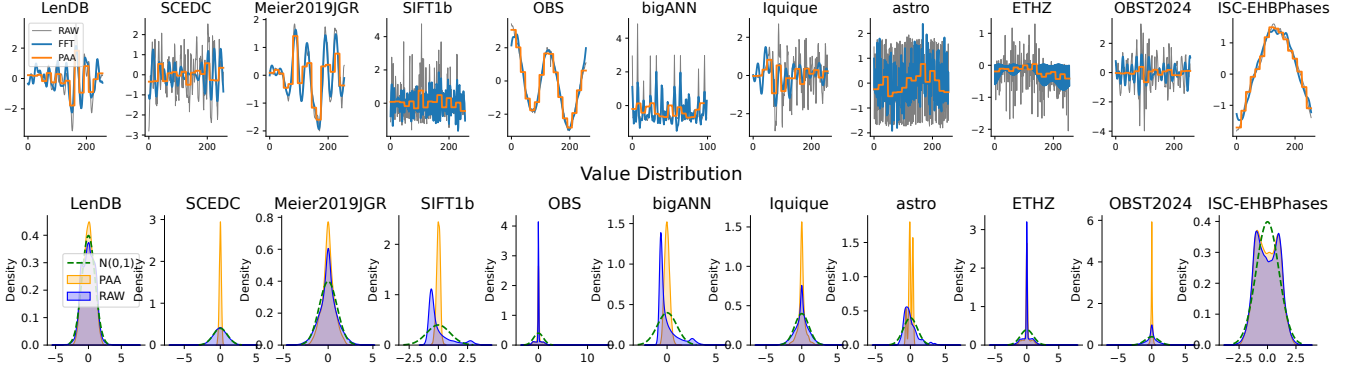 LenDB SCEDC Meier2019JGR SIFT1b OBS bigANN Iquique astro ETHZ OBST2024 ISC-EHBPhases
RAW
FFT
PAA
2 0 −2
0 200
2 1 0 −1 −2 −3
0 200
1 0 −1 −2
0 200
4 2 0
0 200
2 0 −2
0 200
4 2 0
0 100
2 0 −2
0 200
2 1 0 −1 −2
0 200
1 0 −1 −2
0 200
2 0 −2 −4
0 200
1 0 −1
0 200
Value Distribution
LenDB SCEDC Meier2019JGR SIFT1b OBS bigANN Iquique astro ETHZ OBST2024 ISC-EHBPhases
N(0,1)
PAA
RAW
Density
0.4 0.3 0.2 0.1 0.0
−5 0 5
Density
3 2 1 0
−5 0 5
Density
0.8 0.6 0.4 0.2 0.0
−5 0 5
Density
2 1 0
−2.5 0.0
Density
4 3 2 1 0
0 10
Density
1.5 1.0 0.5 0.0
−2.5 0.0
Density
1.5 1.0 0.5 0.0
−5 0 5
Density
1.5 1.0 0.5 0.0
−5 0 5
Density
3 2 1 0
−5 0 5
Density
6 4 2 0
−5 0 5
Density
0.4 0.3 0.2 0.1 0.0
−2.5 0.0 2.5